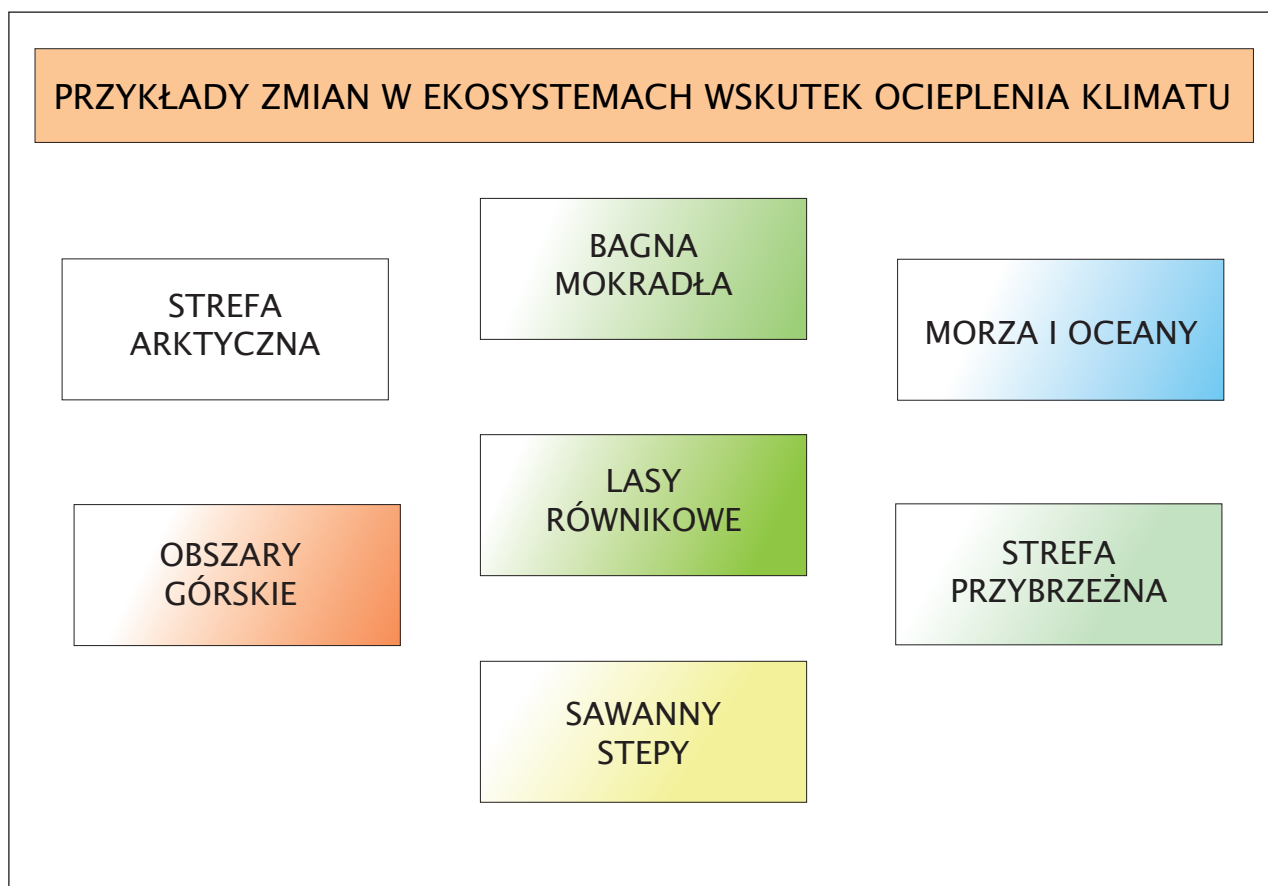 PRZYKŁADY ZMIAN W EKOSYSTEMACH WSKUTEK OCIEPLENIA KLIMATU
STREFA
ARKTYCZNA
BAGNA
MOKRADŁA
MORZA I OCEANY
OBSZARY
GÓRSKIE
LASY
RÓWNIKOWE
STREFA
PRZYBRZEŻNA
SAWANNY
STEPY